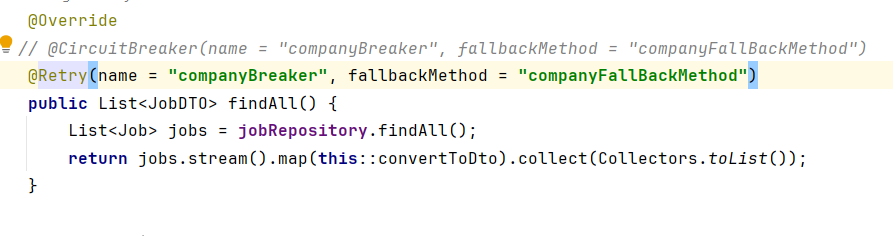 @Override
// @CircuitBreaker(name = "companyBreaker", fallbackMethod = "companyFallBackMethod")
@Retry(name = "companyBreaker", fallbackMethod = "companyFallBackMethod")
public List<JobDTO> findAll() {
List<Job> jobs = jobRepository.findAll();
return jobs.stream().map(this::convertToDto).collect(Collectors.toList());
}